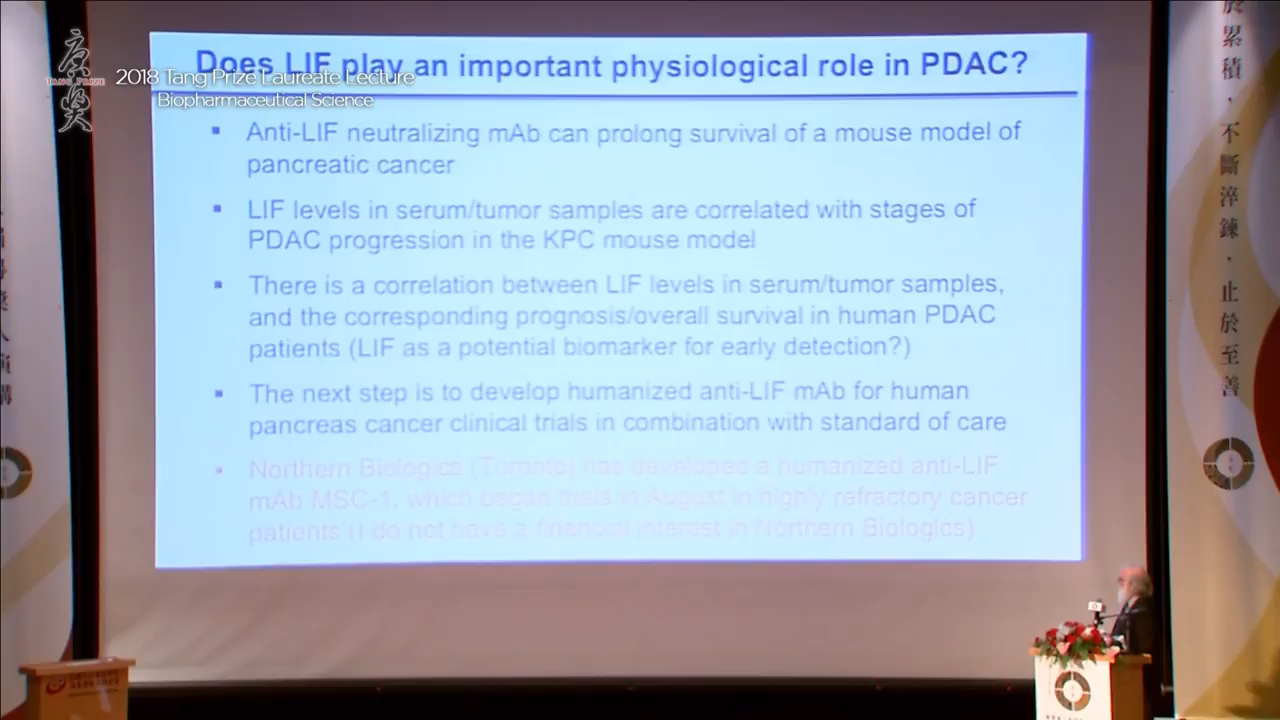 唐獎
TANG PRIZE
2018 Tang Prize Laureate Lecture
Biopharmaceutical Science
Does LIF play an important physiological role in PDAC?
▪ Anti-LIF neutralizing mAb can prolong survival of a mouse model of
pancreatic cancer
▪ LIF levels in serum/tumor samples are correlated with stages of
PDAC progression in the KPC mouse model
▪ There is a correlation between LIF levels in serum/tumor samples,
and the corresponding prognosis/overall survival in human PDAC
patients (LIF as a potential biomarker for early detection?)
▪ The next step is to develop humanized anti-LIF mAb for human
pancreas cancer clinical trials in combination with standard of care
▪ Northern Biologics (Toronto) has developed a humanized anti-LIF
mAb MSC-1, which began trials in August in highly refractory cancer
patients (I do not have a financial interest in Northern Biologics)
於累積，不斷淬鍊，止於至善